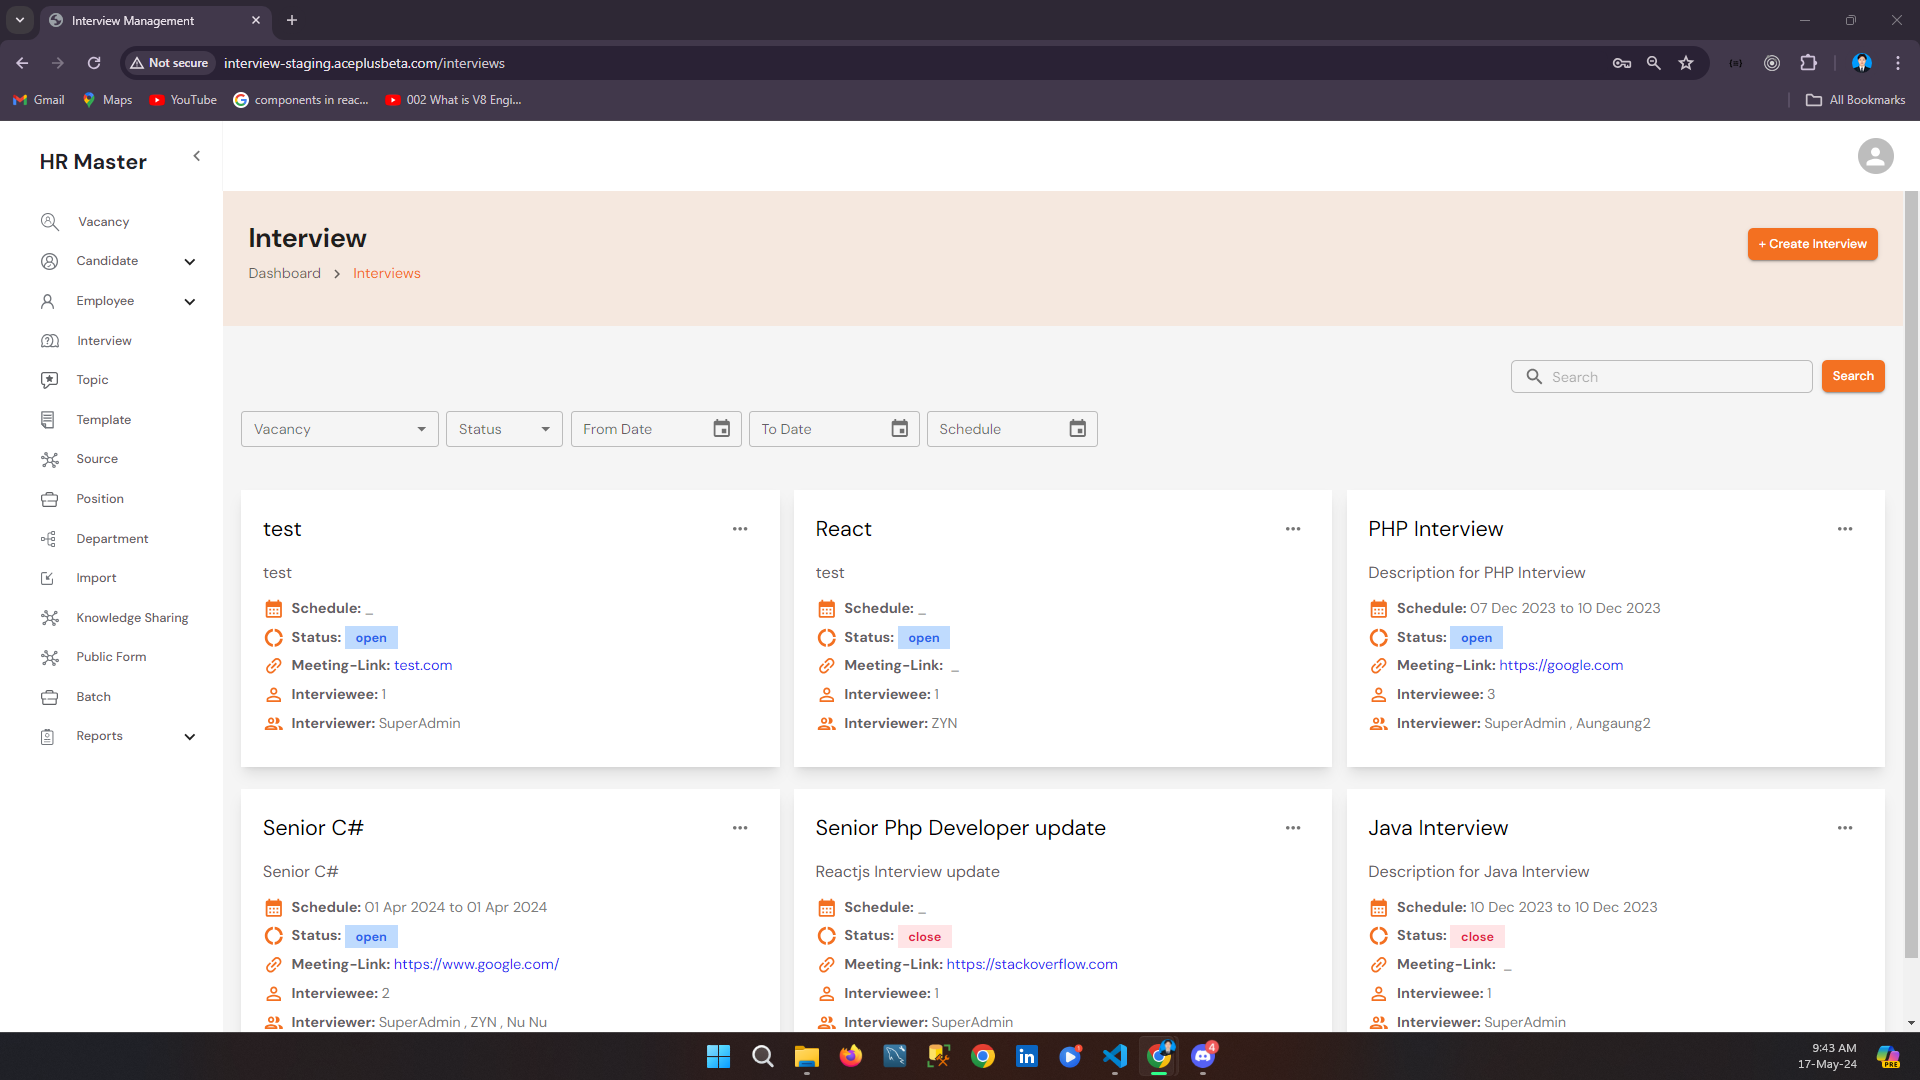 Interview Management
Not secure
interview-staging.aceplusbeta.com/interviews
Gmail
Maps
YouTube
components in reac...
002 What is V8 Engi...
All Bookmarks
HR Master
Vacancy
Candidate
Employee
Interview
Topic
Template
Source
Position
Department
Import
Knowledge Sharing
Public Form
Batch
Reports
Interview
Dashboard > Interviews
+ Create Interview
Search
Search
Vacancy
Status
From Date
To Date
Schedule
test
test
Schedule: _
Status: open
Meeting-Link: test.com
Interviewee: 1
Interviewer: SuperAdmin
React
test
Schedule: _
Status: open
Meeting-Link: _
Interviewee: 1
Interviewer: ZYN
PHP Interview
Description for PHP Interview
Schedule: 07 Dec 2023 to 10 Dec 2023
Status: open
Meeting-Link: https://google.com
Interviewee: 3
Interviewer: SuperAdmin , Aungaung2
Senior C#
Senior C#
Schedule: 01 Apr 2024 to 01 Apr 2024
Status: open
Meeting-Link: https://www.google.com/
Interviewee: 2
Interviewer: SuperAdmin , ZYN , Nu Nu
Senior Php Developer update
Reactjs Interview update
Schedule: _
Status: close
Meeting-Link: https://stackoverflow.com
Interviewee: 1
Interviewer: SuperAdmin
Java Interview
Description for Java Interview
Schedule: 10 Dec 2023 to 10 Dec 2023
Status: close
Meeting-Link: _
Interviewee: 1
Interviewer: SuperAdmin
4
9:43 AM
17-May-24
PRE